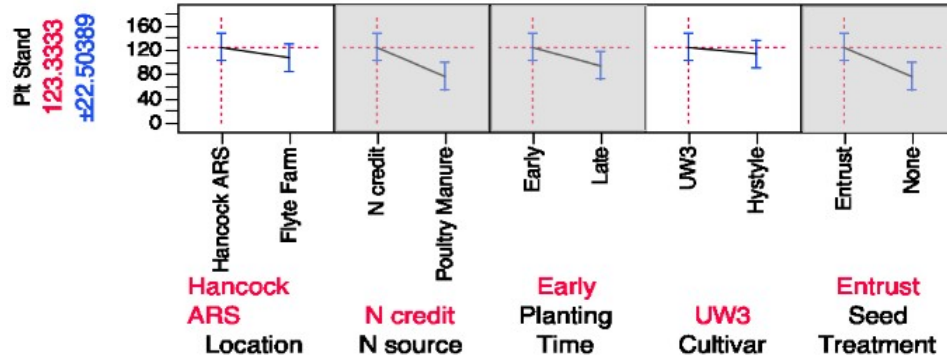 Plt Stand
123.3333
±22.50389
160
120
80
40
0
Hancock ARS
Flyte Farm
N credit
Poultry Manure
Early
Late
UW3
Hystyle
Entrust
None
Hancock
ARS
Location
N credit
N source
Early
Planting
Time
UW3
Cultivar
Entrust
Seed
Treatment